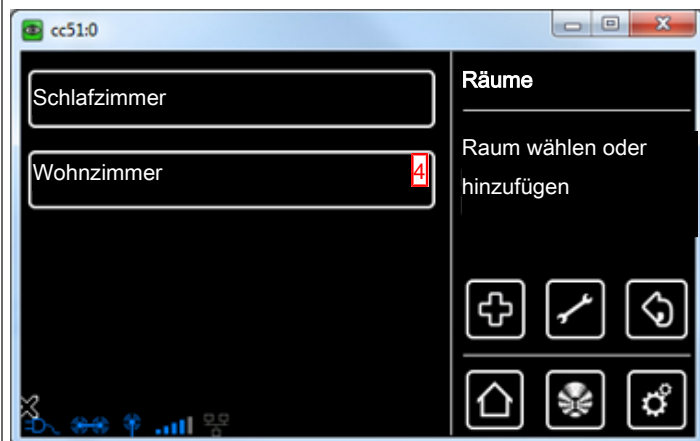 cc51:0
Schlafzimmer
Wohnzimmer 4
Räume
Raum wählen oder
hinzufügen